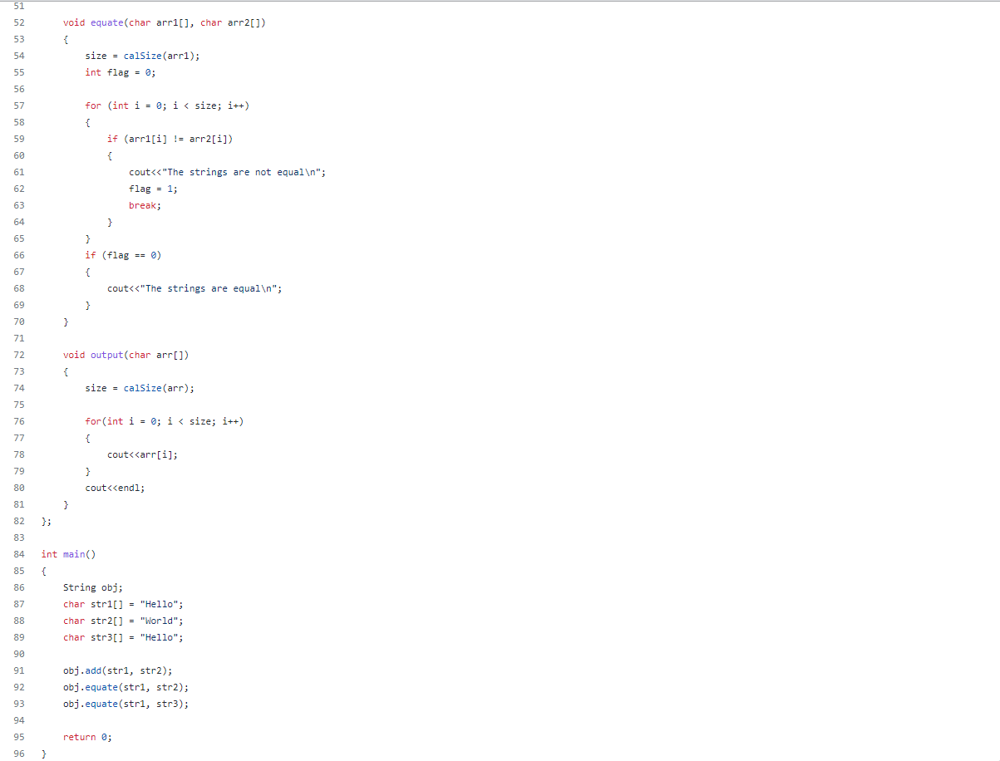 51
52 void equate(char arr1[], char arr2[])
53 {
54 size = calSize(arr1);
55 int flag = 0;
56
57 for (int i = 0; i < size; i++)
58 {
59 if (arr1[i] != arr2[i])
60 {
61 cout<<"The strings are not equal\n";
62 flag = 1;
63 break;
64 }
65 }
66 if (flag == 0)
67 {
68 cout<<"The strings are equal\n";
69 }
70 }
71
72 void output(char arr[])
73 {
74 size = calSize(arr);
75
76 for(int i = 0; i < size; i++)
77 {
78 cout<<arr[i];
79 }
80 cout<<endl;
81 }
82 };
83
84 int main()
85 {
86 String obj;
87 char str1[] = "Hello";
88 char str2[] = "World";
89 char str3[] = "Hello";
90
91 obj.add(str1, str2);
92 obj.equate(str1, str2);
93 obj.equate(str1, str3);
94
95 return 0;
96 }